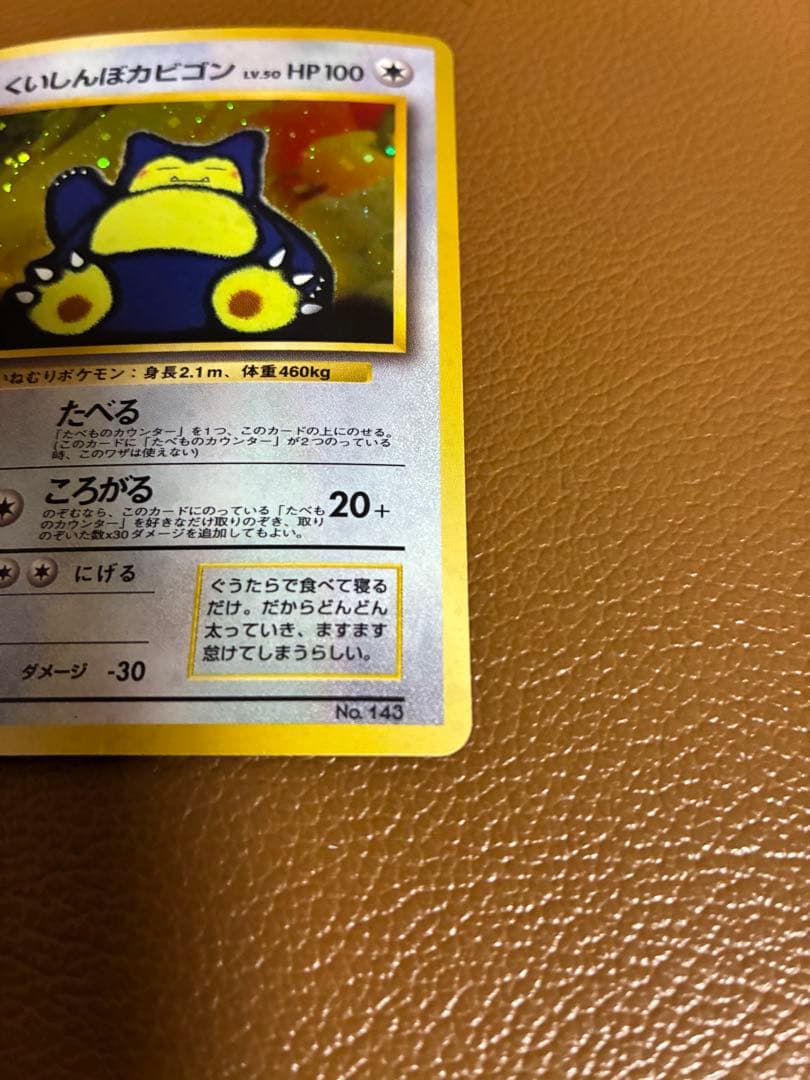 くいしんぼカビゴン LV.50 HP100
いねむりポケモン：身長2.1m、体重460kg
たべる
「たべものカウンター」を1つ、このカードの上にのせる。
(このカードに「たべものカウンター」が2つのっている
時、このワザは使えない)
ころがる 20+
のぞむなら、このカードにのっている「たべも
のカウンター」を好きなだけ取りのぞき、取り
のぞいた数x30ダメージを追加してもよい。
にげる
ぐうたらで食べて寝る
だけ。だからどんどん
太っていき、ますます
怠けてしまうらしい。
ダメージ -30
No. 143